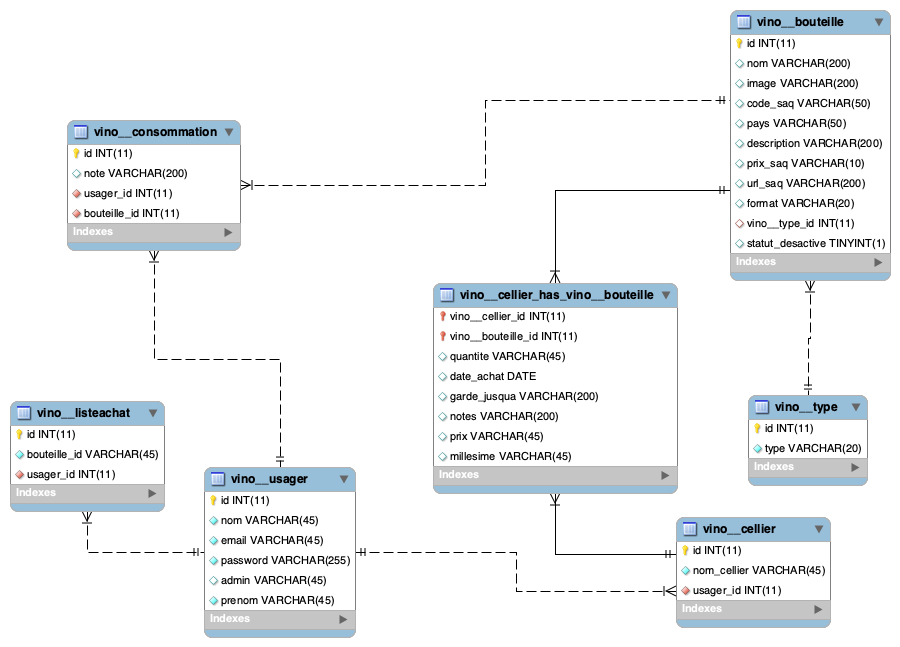 vino__bouteille
id INT(11)
nom VARCHAR(200)
image VARCHAR(200)
code_saq VARCHAR(50)
pays VARCHAR(50)
description VARCHAR(200)
prix_saq VARCHAR(10)
url_saq VARCHAR(200)
format VARCHAR(20)
vino__type_id INT(11)
statut_desactive TINYINT(1)
Indexes
vino__consommation
id INT(11)
note VARCHAR(200)
usager_id INT(11)
bouteille_id INT(11)
Indexes
vino__cellier_has_vino__bouteille
vino__cellier_id INT(11)
vino__bouteille_id INT(11)
quantite VARCHAR(45)
date_achat DATE
garde_jusqua VARCHAR(200)
notes VARCHAR(200)
prix VARCHAR(45)
millesime VARCHAR(45)
Indexes
vino__type
id INT(11)
type VARCHAR(20)
Indexes
vino__listeachat
id INT(11)
bouteille_id VARCHAR(45)
usager_id INT(11)
Indexes
vino__usager
id INT(11)
nom VARCHAR(45)
email VARCHAR(45)
password VARCHAR(255)
admin VARCHAR(45)
prenom VARCHAR(45)
Indexes
vino__cellier
id INT(11)
nom_cellier VARCHAR(45)
usager_id INT(11)
Indexes